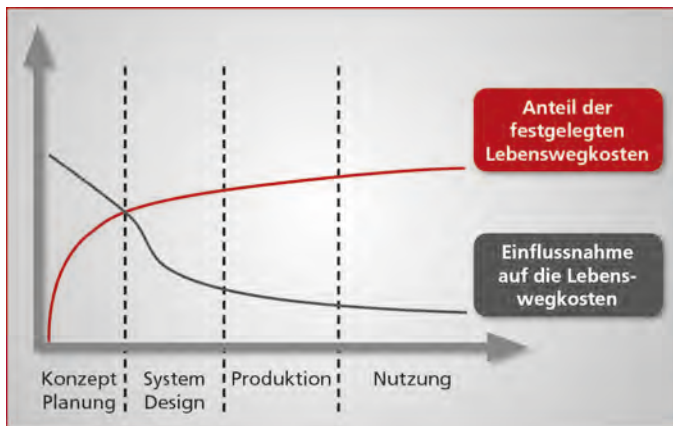 Anteil der
festgelegten
Lebenswegkosten
Einflussnahme
auf die Lebens-
wegkosten
Konzept
Planung
System
Design
Produktion
Nutzung